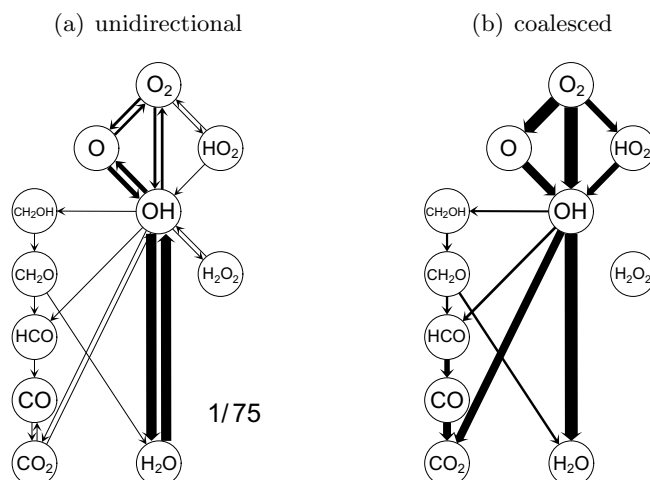 (a) unidirectional
(b) coalesced
O₂
O
HO₂
OH
CH₂OH
CH₂O
H₂O₂
HCO
CO
1/75
CO₂
H₂O
O₂
O
HO₂
OH
CH₂OH
CH₂O
H₂O₂
HCO
CO
CO₂
H₂O